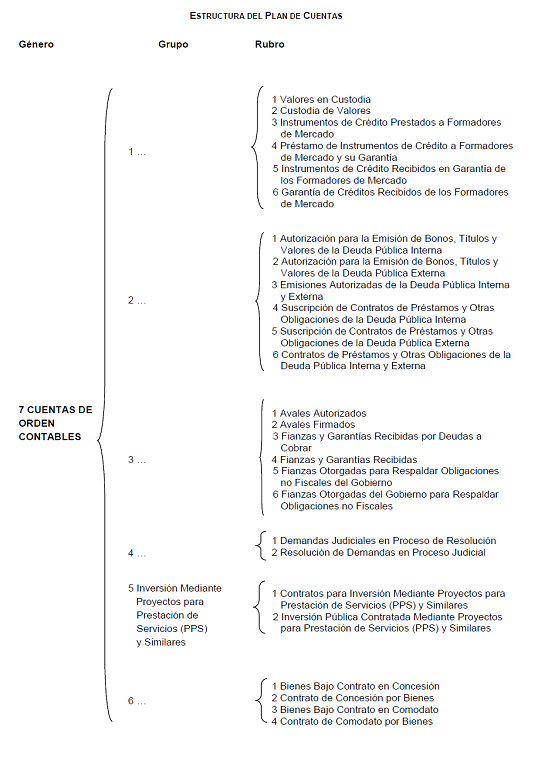 ESTRUCTURA DEL PLAN DE CUENTAS
Género Grupo Rubro
1 …
1 Valores en Custodia
2 Custodia de Valores
3 Instrumentos de Crédito Prestados a Formadores
de Mercado
4 Préstamo de Instrumentos de Crédito a Formadores
de Mercado y su Garantía
5 Instrumentos de Crédito Recibidos en Garantía de
los Formadores de Mercado
6 Garantía de Créditos Recibidos de los Formadores
de Mercado
2 …
1 Autorización para la Emisión de Bonos, Títulos y
Valores de la Deuda Pública Interna
2 Autorización para la Emisión de Bonos, Títulos y
Valores de la Deuda Pública Externa
3 Emisiones Autorizadas de la Deuda Pública Interna
y Externa
4 Suscripción de Contratos de Préstamos y Otras
Obligaciones de la Deuda Pública Interna
5 Suscripción de Contratos de Préstamos y Otras
Obligaciones de la Deuda Pública Externa
6 Contratos de Préstamos y Otras Obligaciones de la
Deuda Pública Interna y Externa
7 CUENTAS DE
ORDEN
CONTABLES
3 …
1 Avales Autorizados
2 Avales Firmados
3 Fianzas y Garantías Recibidas por Deudas a
Cobrar
4 Fianzas y Garantías Recibidas
5 Fianzas Otorgadas para Respaldar Obligaciones
no Fiscales del Gobierno
6 Fianzas Otorgadas del Gobierno para Respaldar
Obligaciones no Fiscales
4 …
1 Demandas Judiciales en Proceso de Resolución
2 Resolución de Demandas en Proceso Judicial
5 Inversión Mediante
Proyectos para
Prestación de
Servicios (PPS)
y Similares
1 Contratos para Inversión Mediante Proyectos para
Prestación de Servicios (PPS) y Similares
2 Inversión Pública Contratada Mediante Proyectos
para Prestación de Servicios (PPS) y Similares
6 …
1 Bienes Bajo Contrato en Concesión
2 Contrato de Concesión por Bienes
3 Bienes Bajo Contrato en Comodato
4 Contrato de Comodato por Bienes